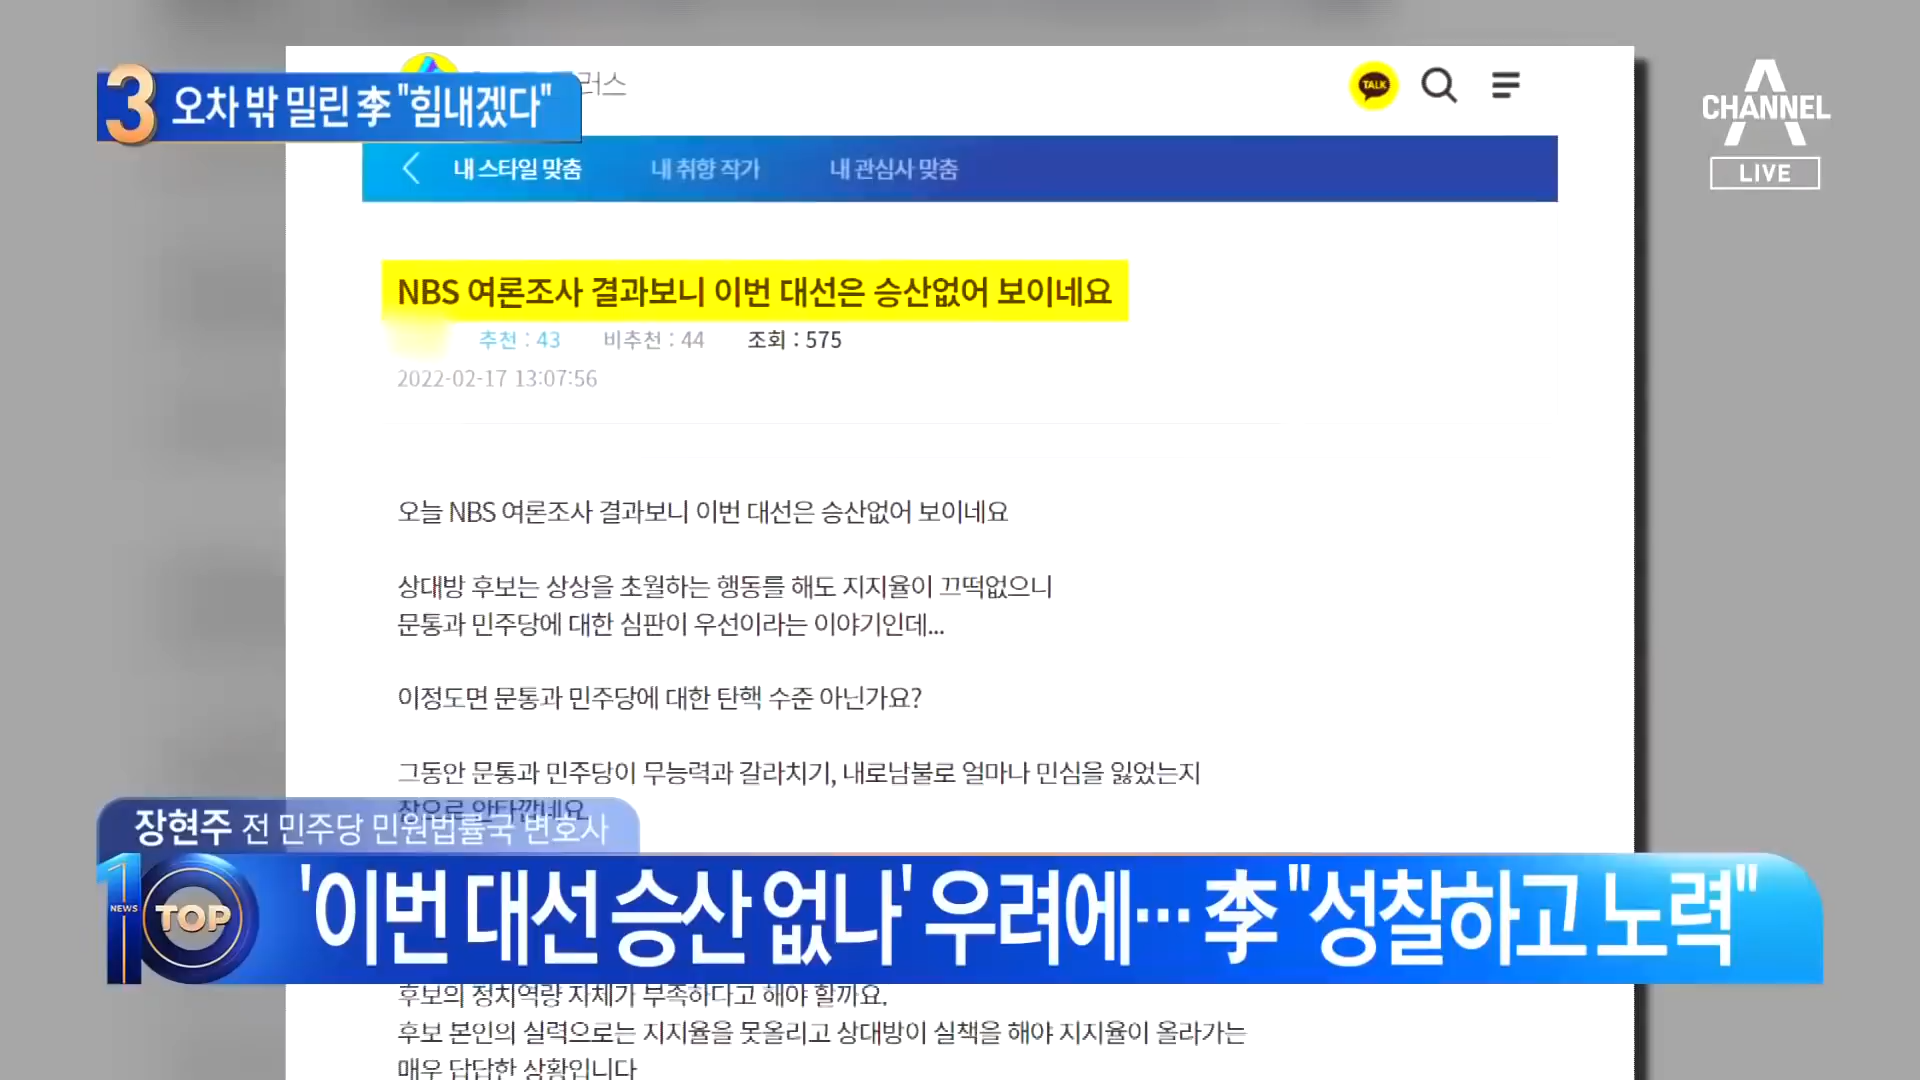 3 오차 밖 밀린 李 "힘내겠다"
러스
TALK
CHANNEL A
LIVE
내 스타일 맞춤 내 취향 작가 내 관심사 맞춤
NBS 여론조사 결과보니 이번 대선은 승산없어 보이네요
추천 : 43 비추천 : 44 조회 : 575
2022-02-17 13:07:56
오늘 NBS 여론조사 결과보니 이번 대선은 승산없어 보이네요
상대방 후보는 상상을 초월하는 행동를 해도 지지율이 끄떡없으니
문통과 민주당에 대한 심판이 우선이라는 이야기인데...
이정도면 문통과 민주당에 대한 탄핵 수준 아닌가요?
그동안 문통과 민주당이 무능력과 갈라치기, 내로남불로 얼마나 민심을 잃었는지
참으로 안타깝네요
장현주 전 민주당 민원법률국 변호사
10 NEWS TOP
'이번 대선 승산 없나' 우려에… 李 "성찰하고 노력"
후보의 정치역량 자체가 부족하다고 해야 할까요.
후보 본인의 실력으로는 지지율을 못올리고 상대방이 실책을 해야 지지율이 올라가는
매우 답답한 상황입니다